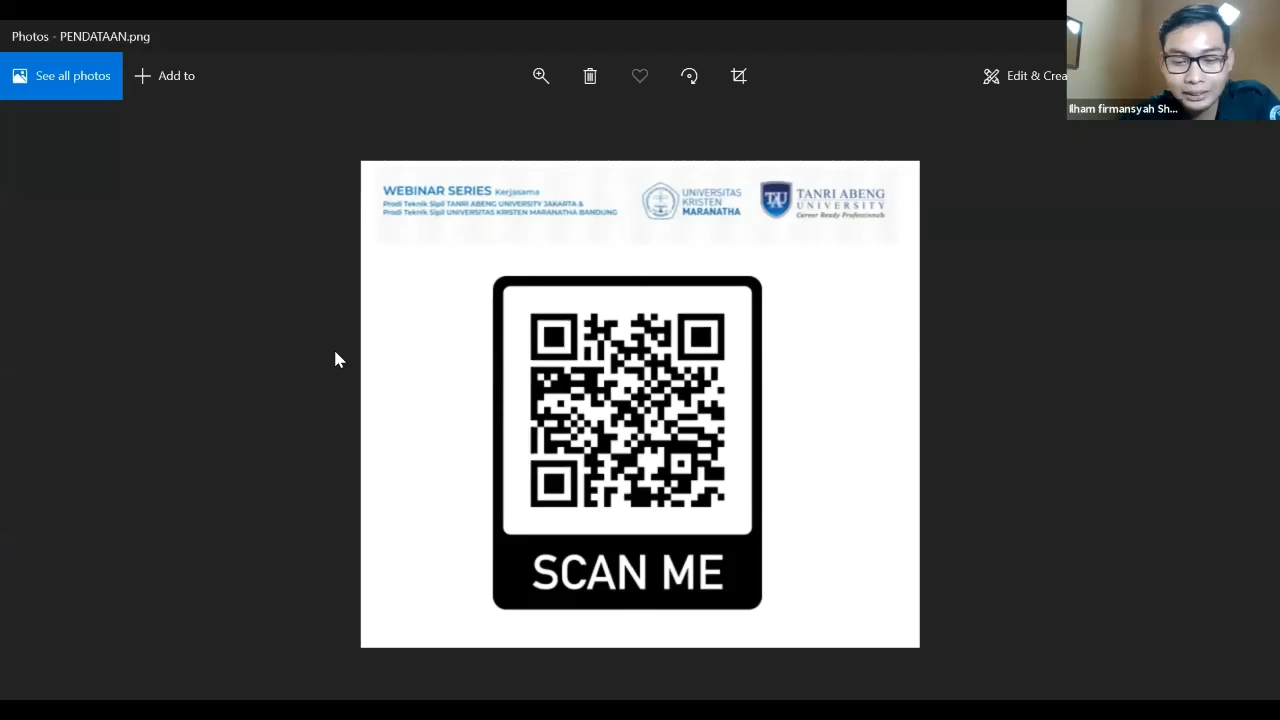 Photos - PENDATAAN.png
See all photos
Add to
Edit & Crea
Ilham firmansyah Sh...
WEBINAR SERIES Kerjasama
Prodi Teknik Sipil TANRI ABENG UNIVERSITY JAKARTA &
Prodi Teknik Sipil UNIVERSITAS KRISTEN MARANATHA BANDUNG
UNIVERSITAS
KRISTEN
MARANATHA
TAU
TANRI ABENG
UNIVERSITY
Career Ready Professionals
SCAN ME